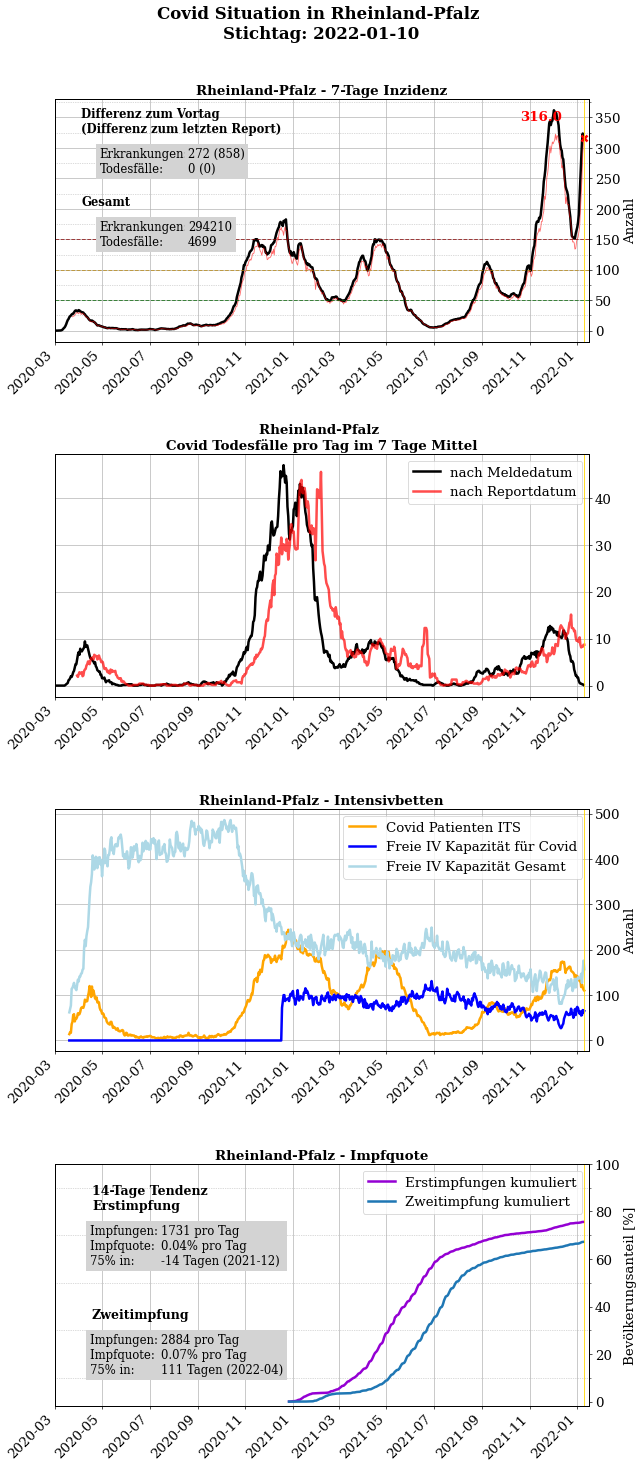 Covid Situation in Rheinland-Pfalz
Stichtag: 2022-01-10
Rheinland-Pfalz - 7-Tage Inzidenz
Differenz zum Vortag
(Differenz zum letzten Report)
Erkrankungen 272 (858)
Todesfälle: 0 (0)
Gesamt
Erkrankungen 294210
Todesfälle: 4699
316.0
350
300
250
200
150
100
50
0
Anzahl
2020-03 2020-05 2020-07 2020-09 2020-11 2021-01 2021-03 2021-05 2021-07 2021-09 2021-11 2022-01
Rheinland-Pfalz
Covid Todesfälle pro Tag im 7 Tage Mittel
nach Meldedatum
nach Reportdatum
40
30
20
10
0
2020-03 2020-05 2020-07 2020-09 2020-11 2021-01 2021-03 2021-05 2021-07 2021-09 2021-11 2022-01
Rheinland-Pfalz - Intensivbetten
Covid Patienten ITS
Freie IV Kapazität für Covid
Freie IV Kapazität Gesamt
500
400
300
200
100
0
Anzahl
2020-03 2020-05 2020-07 2020-09 2020-11 2021-01 2021-03 2021-05 2021-07 2021-09 2021-11 2022-01
Rheinland-Pfalz - Impfquote
14-Tage Tendenz
Erstimpfung
Impfungen: 1731 pro Tag
Impfquote: 0.04% pro Tag
75% in: -14 Tagen (2021-12)
Zweitimpfung
Impfungen: 2884 pro Tag
Impfquote: 0.07% pro Tag
75% in: 111 Tagen (2022-04)
Erstimpfungen kumuliert
Zweitimpfung kumuliert
100
80
60
40
20
0
Bevölkerungsanteil [%]
2020-03 2020-05 2020-07 2020-09 2020-11 2021-01 2021-03 2021-05 2021-07 2021-09 2021-11 2022-01